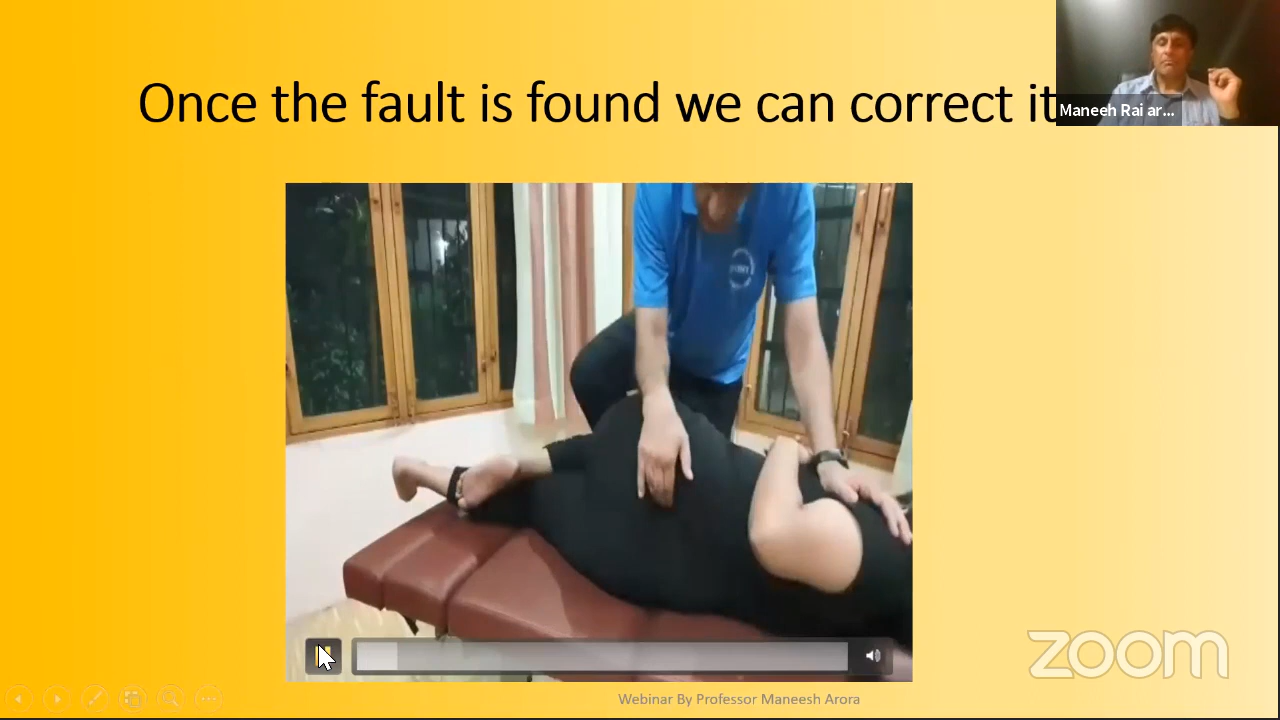 Once the fault is found we can correct it
Maneeh Rai ar...
zoom
Webinar By Professor Maneesh Arora